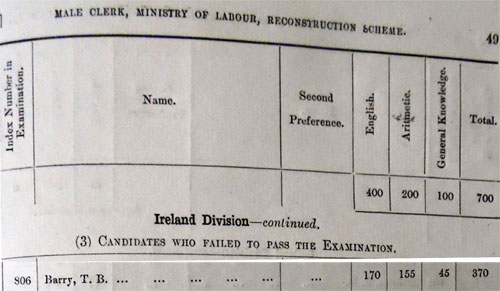 MALE CLERK, MINISTRY OF LABOUR, RECONSTRUCTION SCHEME. 49
Index Number in Examination. Name. Second Preference. English. Aritmetic. General Knowledge. Total.
400 200 100 700
Ireland Division—continued.
(3) CANDIDATES WHO FAILED TO PASS THE EXAMINATION.
806 Barry, T. B. ... ... ... ... ... ... 170 155 45 370